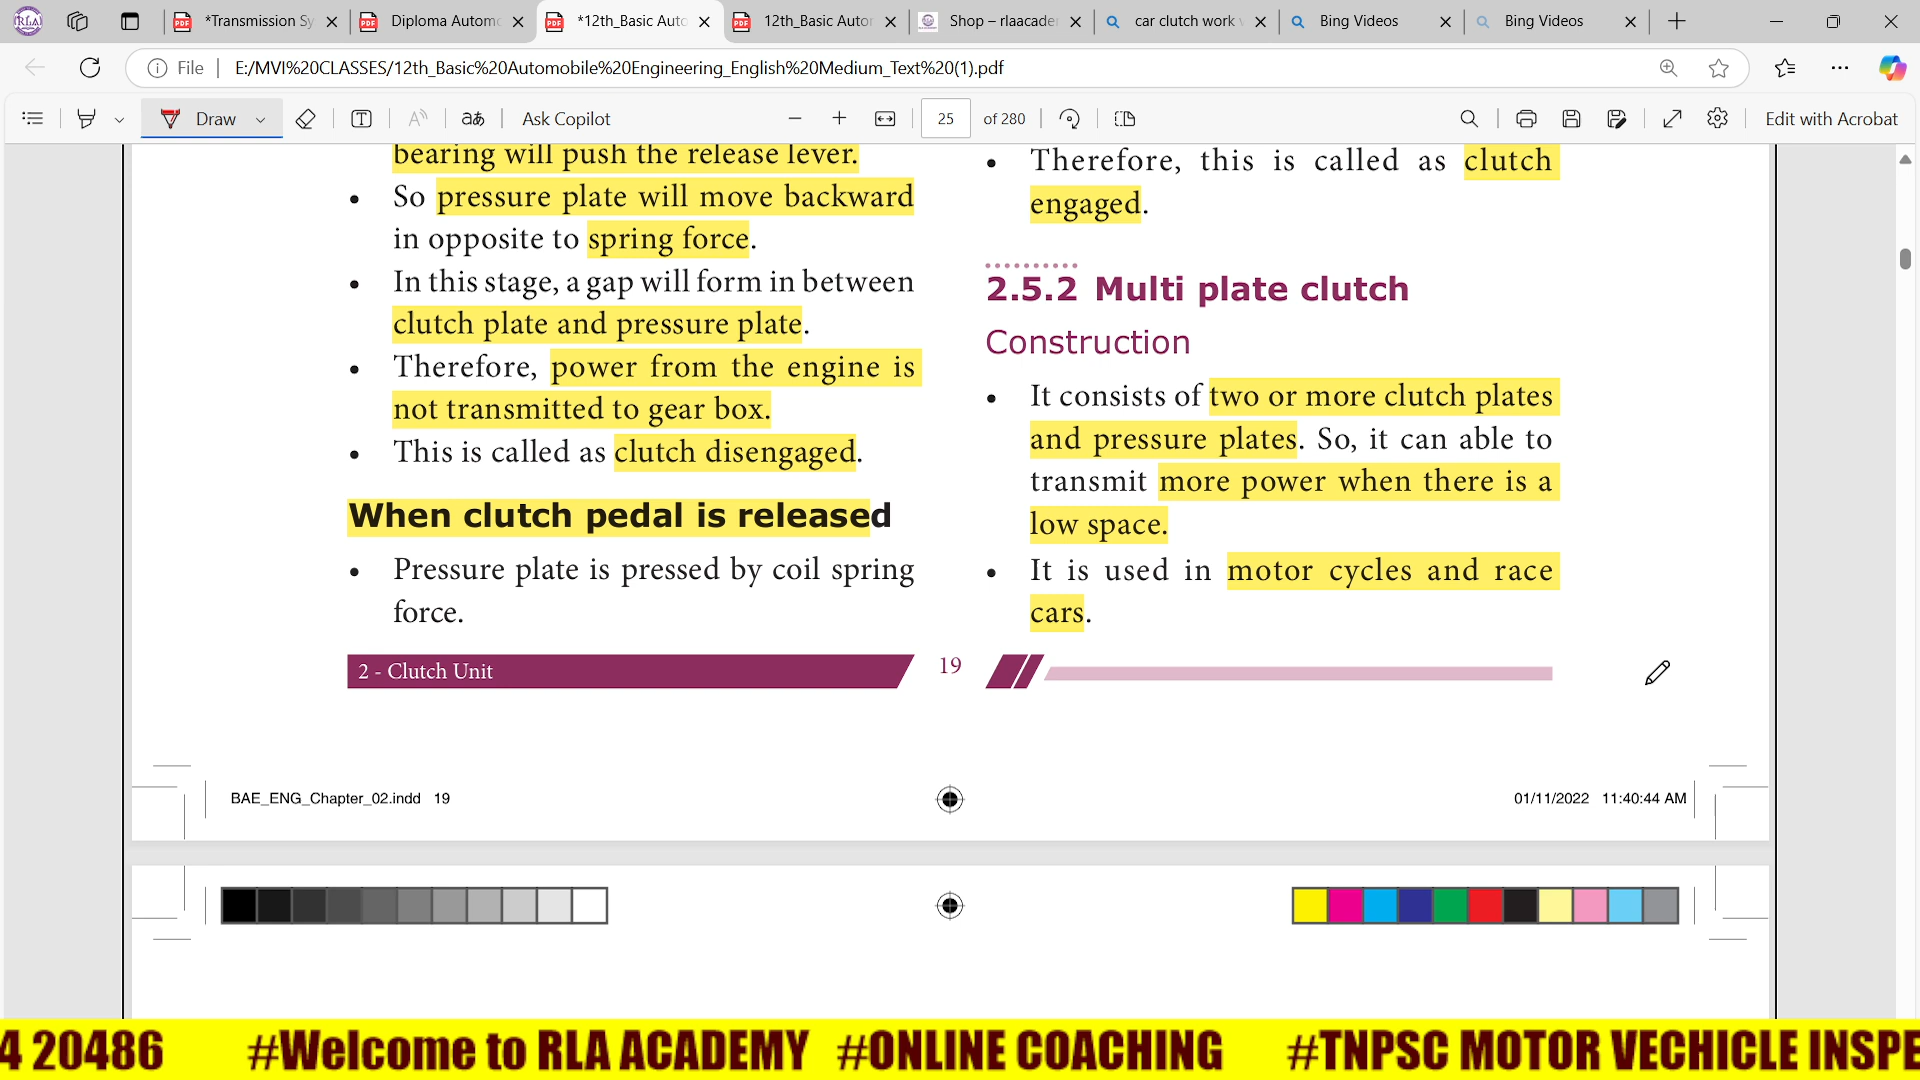 *Transmission Sy
Diploma Automo
*12th_Basic Auto
12th_Basic Autor
Shop – rlaacader
car clutch work v
Bing Videos
Bing Videos
File
E:/MVI%20CLASSES/12th_Basic%20Automobile%20Engineering_English%20Medium_Text%20(1).pdf
Draw
Ask Copilot
25 of 280
Edit with Acrobat
bearing will push the release lever.
• So pressure plate will move backward
in opposite to spring force.
• In this stage, a gap will form in between
clutch plate and pressure plate.
• Therefore, power from the engine is
not transmitted to gear box.
• This is called as clutch disengaged.
When clutch pedal is released
• Pressure plate is pressed by coil spring
force.
• Therefore, this is called as clutch
engaged.
2.5.2 Multi plate clutch
Construction
• It consists of two or more clutch plates
and pressure plates. So, it can able to
transmit more power when there is a
low space.
• It is used in motor cycles and race
cars.
2 - Clutch Unit
19
BAE_ENG_Chapter_02.indd 19
01/11/2022 11:40:44 AM
4 20486 #Welcome to RLA ACADEMY #ONLINE COACHING #TNPSC MOTOR VECHICLE INSPE